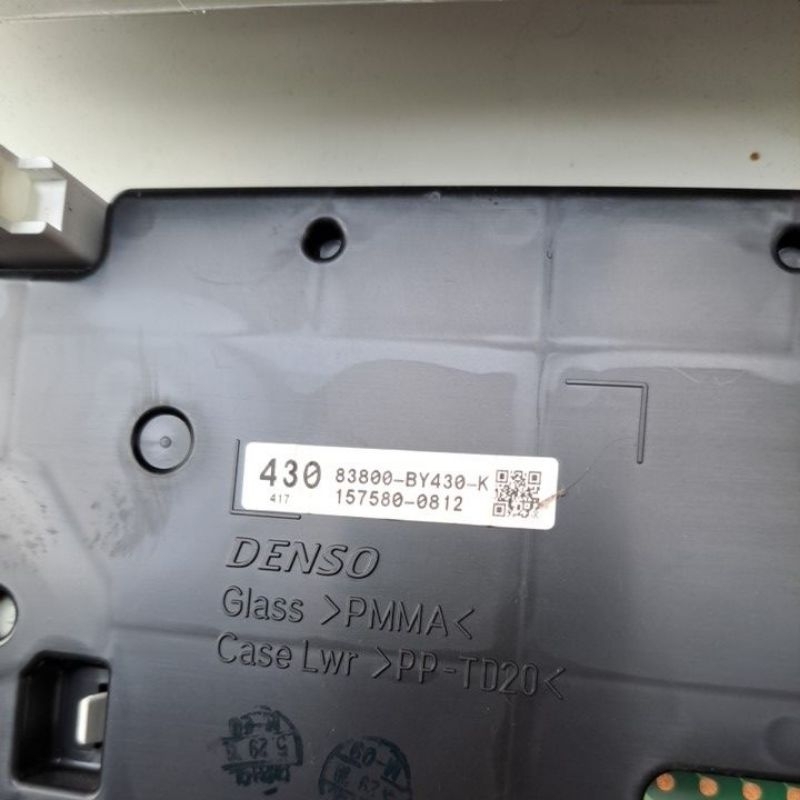 430 83800-BY430-K
417 157580-0812
DENSO
Glass >PMMA<
Case Lwr >PP-TD20<